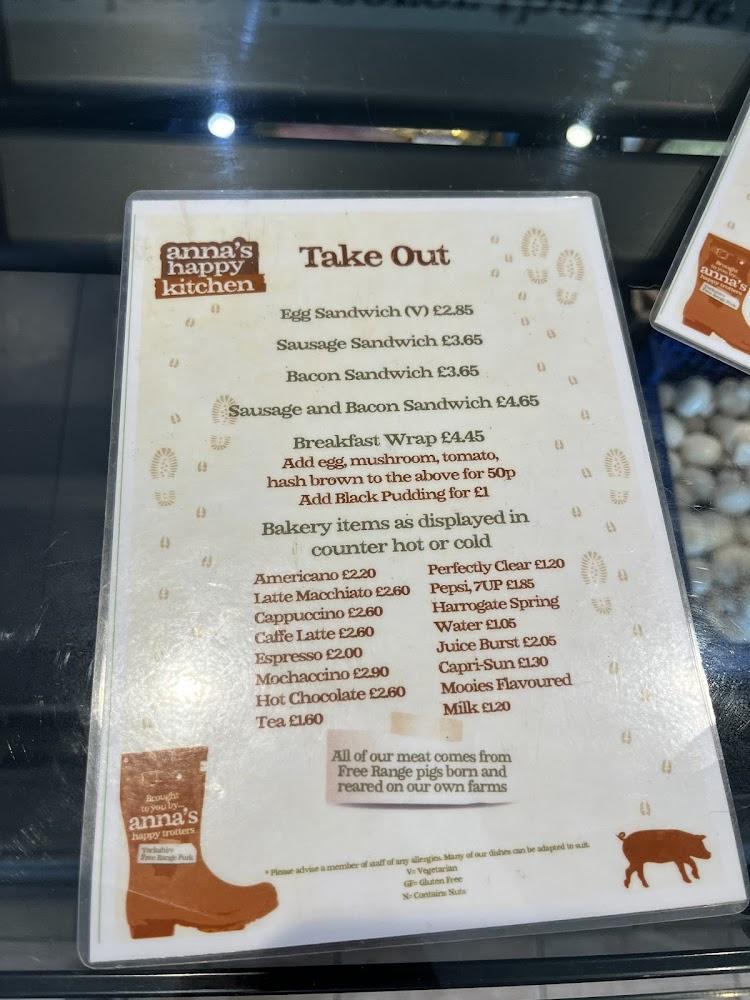 anna's
happy
kitchen
Take Out
Egg Sandwich (V) £2.85
Sausage Sandwich £3.65
Bacon Sandwich £3.65
Sausage and Bacon Sandwich £4.65
Breakfast Wrap £4.45
Add egg, mushroom, tomato,
hash brown to the above for 50p
Add Black Pudding for £1
Bakery items as displayed in
counter hot or cold
Americano £2.20
Latte Macchiato £2.60
Cappuccino £2.60
Caffe Latte £2.60
Espresso £2.00
Mochaccino £2.90
Hot Chocolate £2.60
Tea £1.60
Perfectly Clear £1.20
Pepsi, 7UP £1.85
Harrogate Spring
Water £1.05
Juice Burst £2.05
Capri-Sun £1.30
Mooies Flavoured
Milk £1.20
All of our meat comes from
Free Range pigs born and
reared on our own farms
Brought
to you by...
anna's
happy trotters
Yorkshire
Free Range Pork
* Please advise a member of staff of any allergies. Many of our dishes can be adapted to suit.
V= Vegetarian
GF= Gluten Free
N= Contains Nuts
Brought
to you by...
anna's